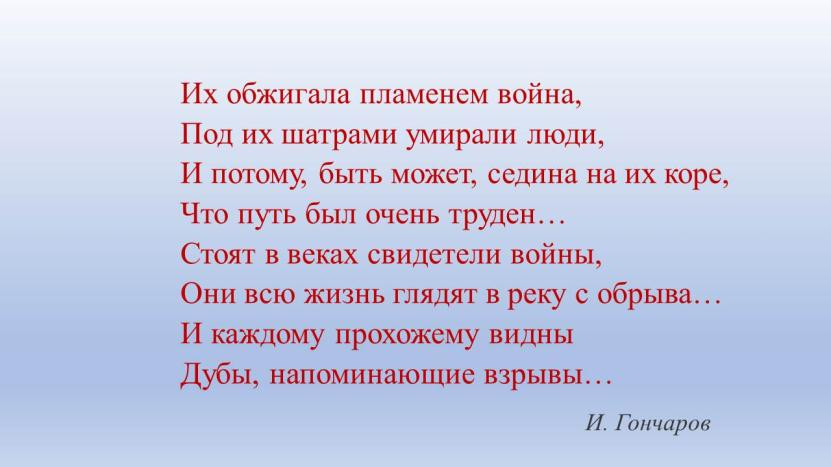 Их обжигала пламенем война,
Под их шатрами умирали люди,
И потому, быть может, седина на их коре,
Что путь был очень труден…
Стоят в веках свидетели войны,
Они всю жизнь глядят в реку с обрыва…
И каждому прохожему видны
Дубы, напоминающие взрывы…
И. Гончаров